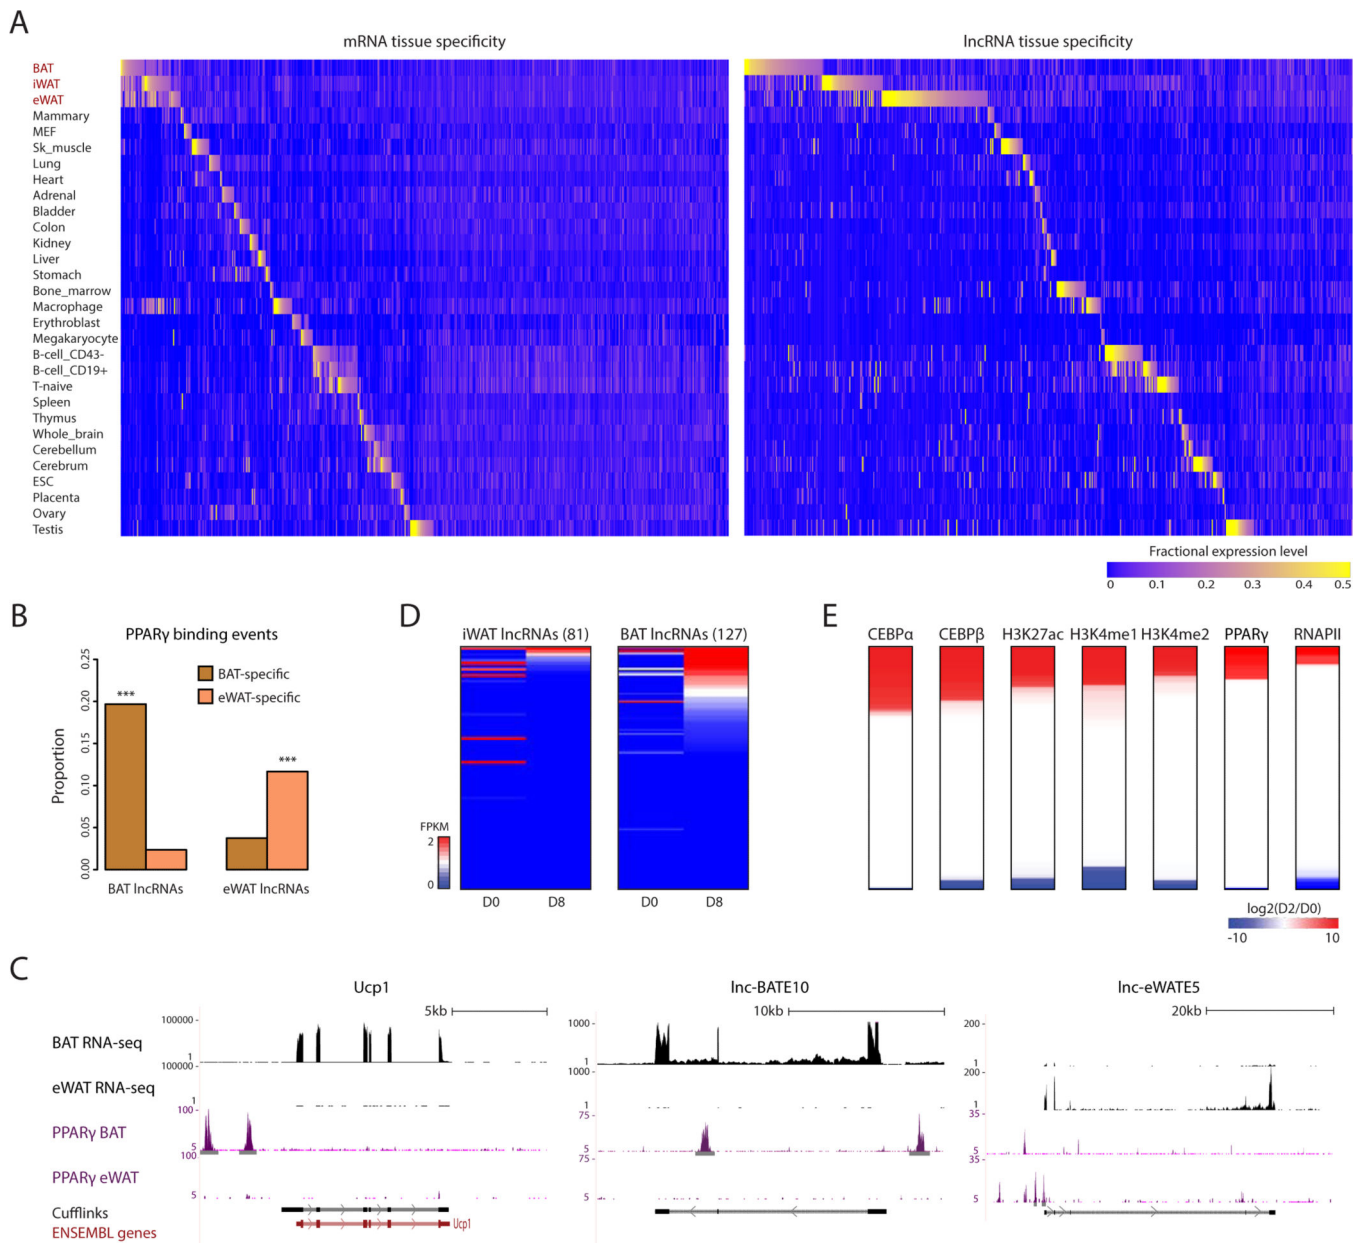 A
mRNA tissue specificity
lncRNA tissue specificity
BAT
iWAT
eWAT
Mammary
MEF
Sk_muscle
Lung
Heart
Adrenal
Bladder
Colon
Kidney
Liver
Stomach
Bone_marrow
Macrophage
Erythroblast
Megakaryocyte
B-cell_CD43-
B-cell_CD19+
T-naive
Spleen
Thymus
Whole_brain
Cerebellum
Cerebrum
ESC
Placenta
Ovary
Testis
Fractional expression level
0 0.1 0.2 0.3 0.4 0.5
B
PPARγ binding events
BAT-specific
eWAT-specific
Proportion
0.25
0.20
0.15
0.10
0.05
0.00
***
***
BAT lncRNAs
eWAT lncRNAs
D
iWAT lncRNAs (81)
BAT lncRNAs (127)
FPKM
2
0
D0 D8
D0 D8
E
CEBPα
CEBPβ
H3K27ac
H3K4me1
H3K4me2
PPARγ
RNAPII
log2(D2/D0)
-10 10
C
Ucp1
lnc-BATE10
lnc-eWATE5
5kb
10kb
20kb
BAT RNA-seq
100000
1
1000
1
200
1
eWAT RNA-seq
100000
1
1000
1
200
1
PPARγ BAT
100
5
75
5
35
5
PPARγ eWAT
100
5
75
5
35
5
Cufflinks
ENSEMBL genes
Ucp1